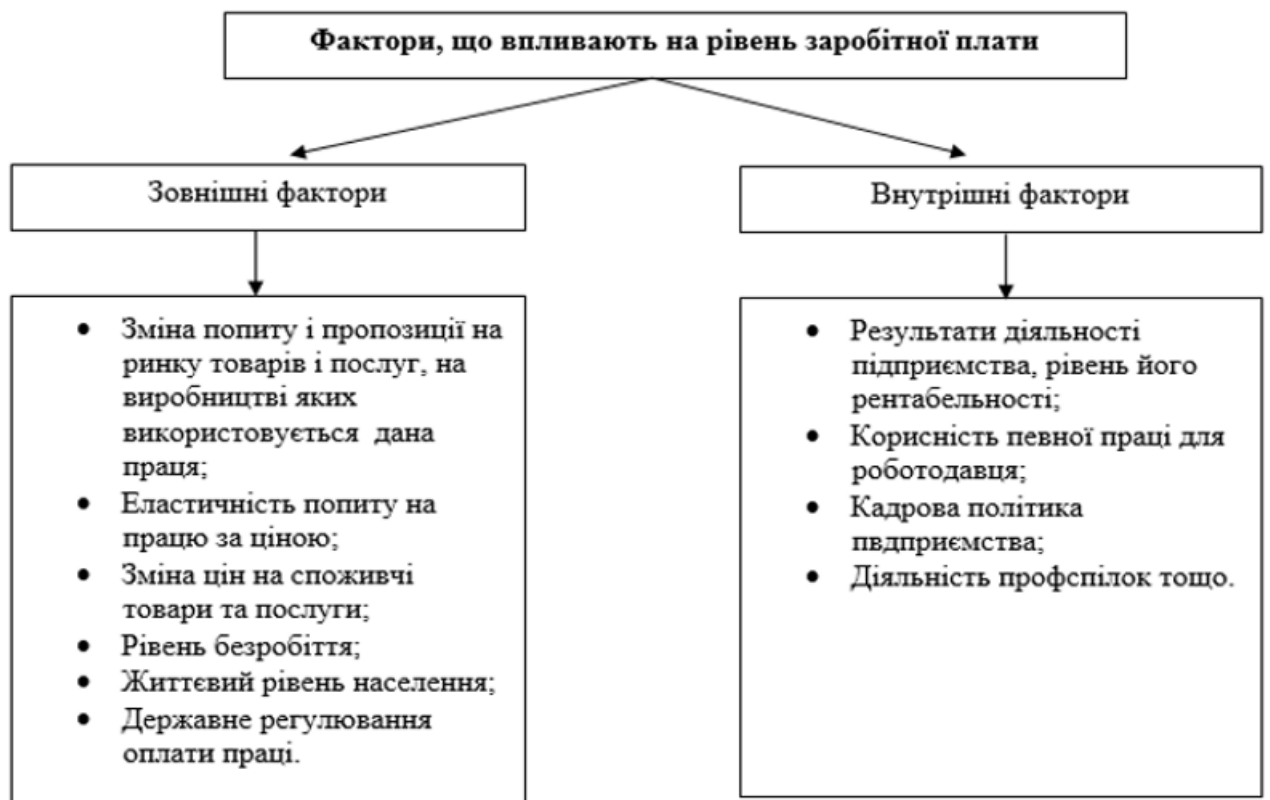 Фактори, що впливають на рівень заробітної плати
Зовнішні фактори
• Зміна попиту і пропозиції на
ринку товарів і послуг, на
виробництві яких
використовується дана
праця;
• Еластичність попиту на
працю за ціною;
• Зміна цін на споживчі
товари та послуги;
• Рівень безробіття;
• Життєвий рівень населення;
• Державне регулювання
оплати праці.
Внутрішні фактори
• Результати діяльності
підприємства, рівень його
рентабельності;
• Корисність певної праці для
роботодавця;
• Кадрова політика
пвдприємства;
• Діяльність профспілок тощо.